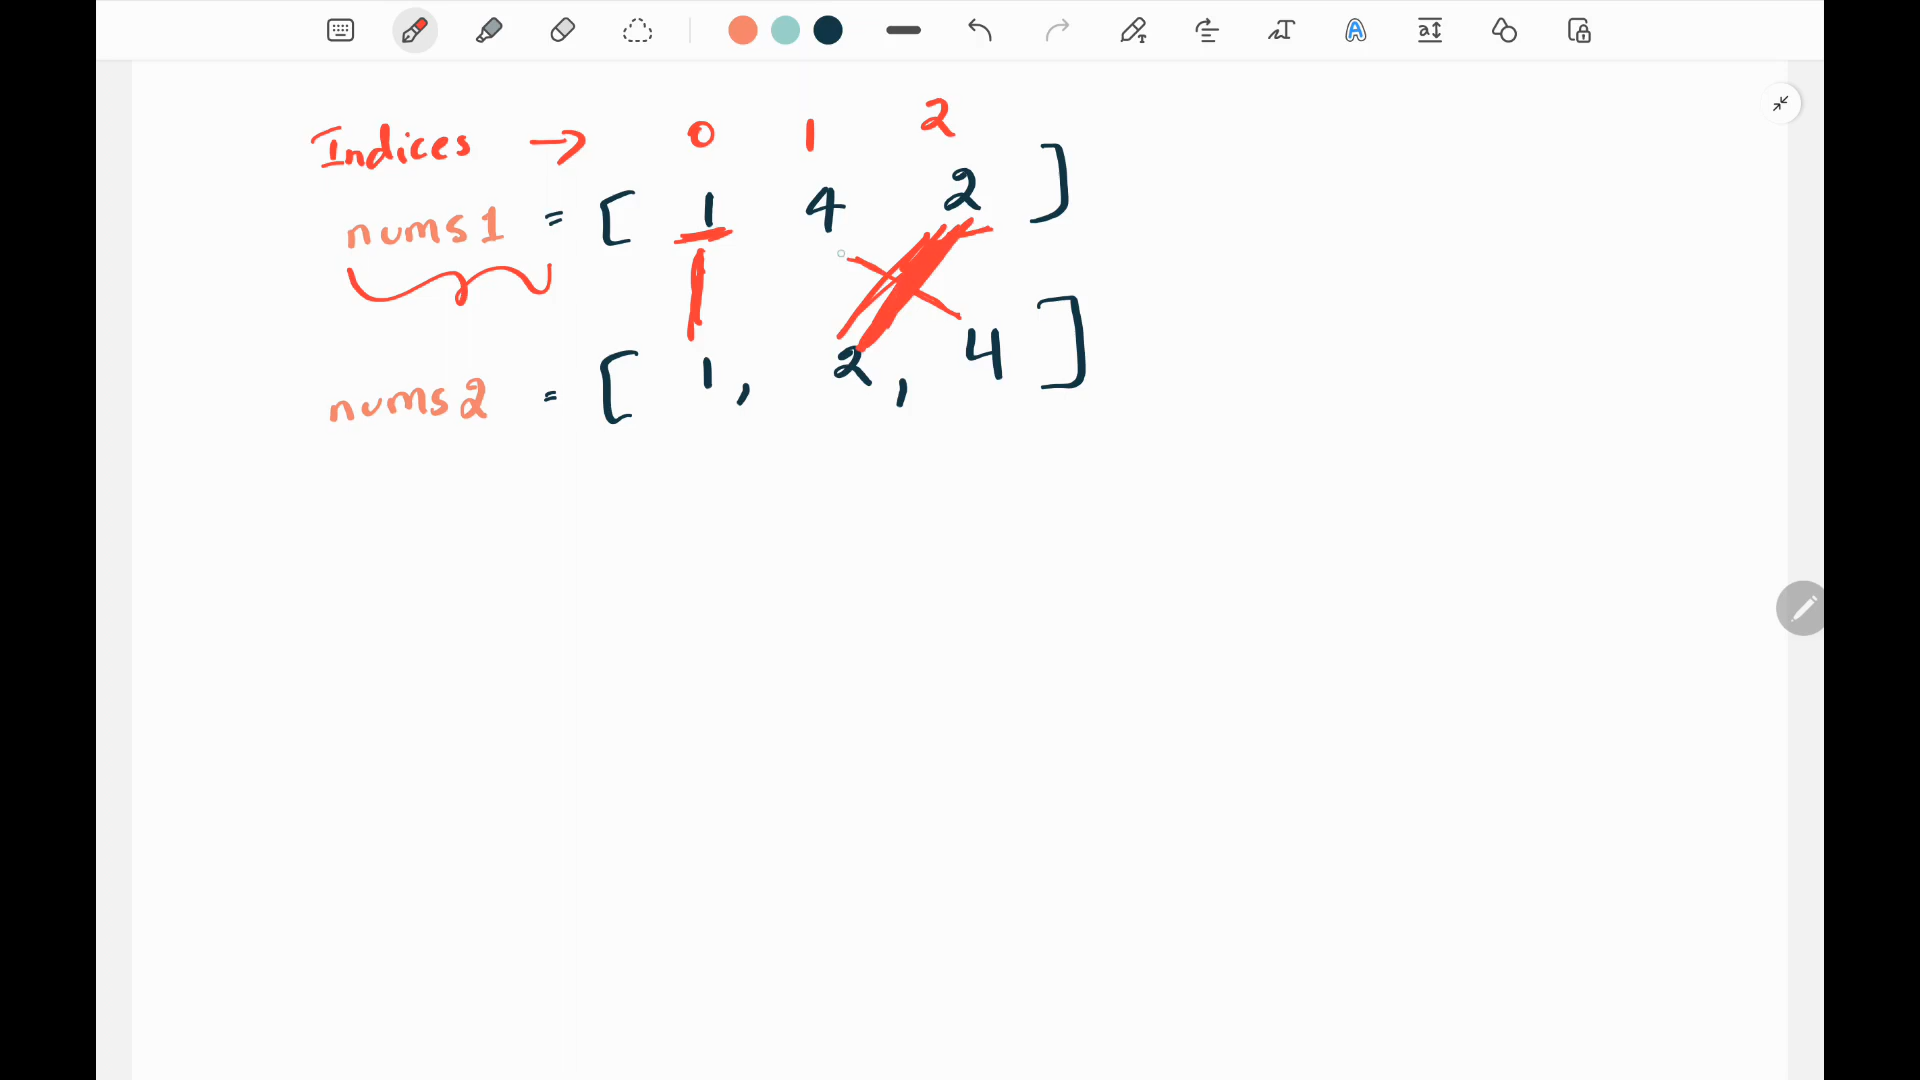 Indices → 0 1 2
nums1 = [ 1 4 2 ]
nums2 = [ 1, 2, 4 ]